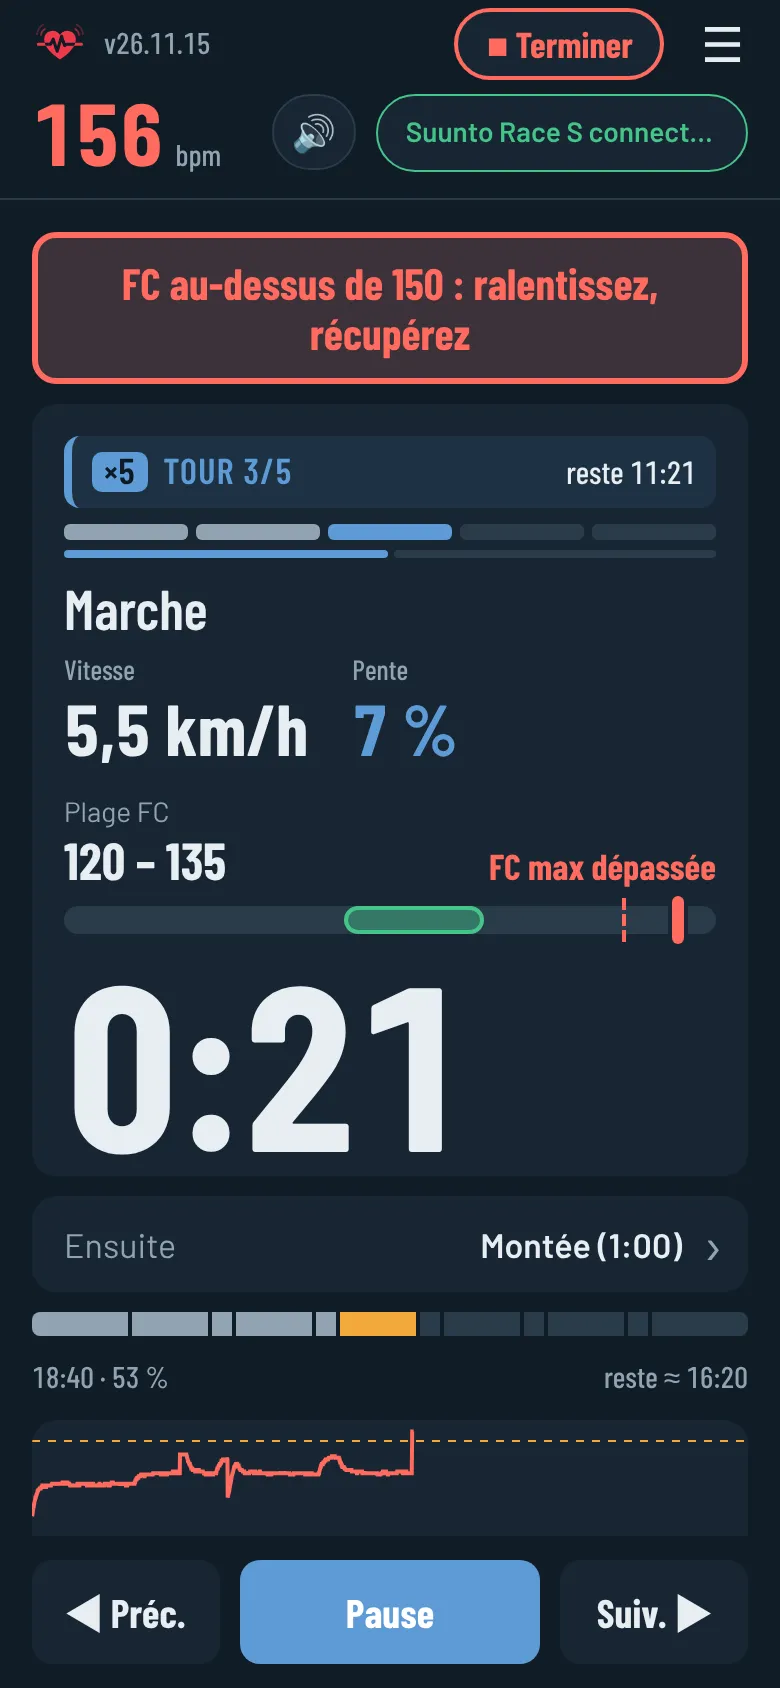 v26.11.15
■ Terminer
156 bpm
Suunto Race S connect...
FC au-dessus de 150 : ralentissez,
récupérez
×5 TOUR 3/5
reste 11:21
Marche
Vitesse
Pente
5,5 km/h
7 %
Plage FC
120 – 135
FC max dépassée
0:21
Ensuite
Montée (1:00) ›
18:40 · 53 %
reste ≈ 16:20
◀ Préc.
Pause
Suiv. ▶